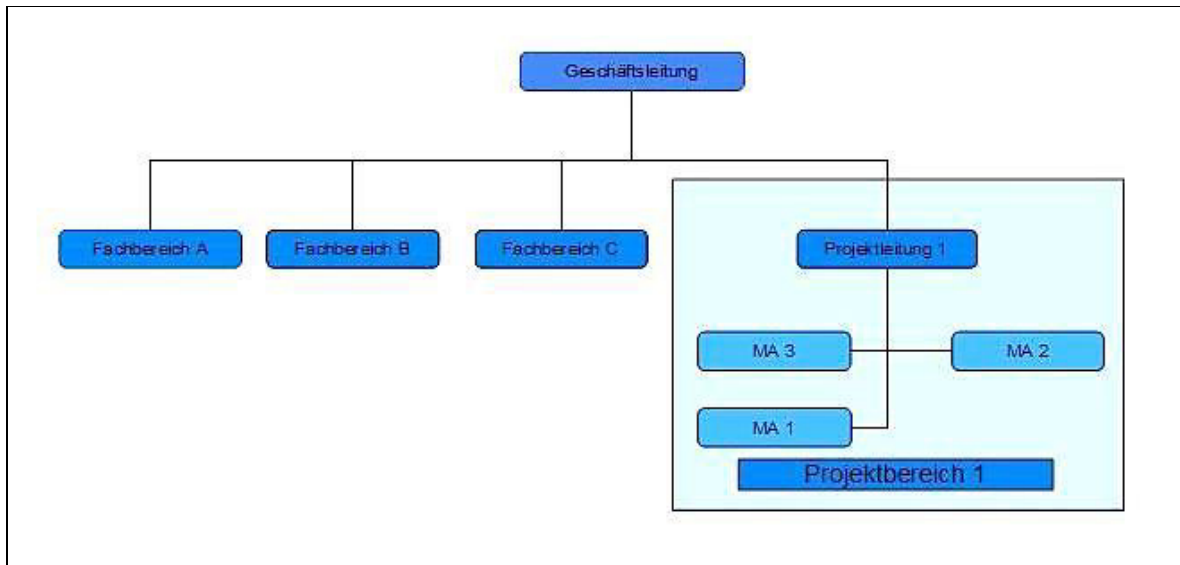 Geschäftsleitung
Fachbereich A
Fachbereich B
Fachbereich C
Projektleitung 1
MA 3
MA 2
MA 1
Projektbereich 1